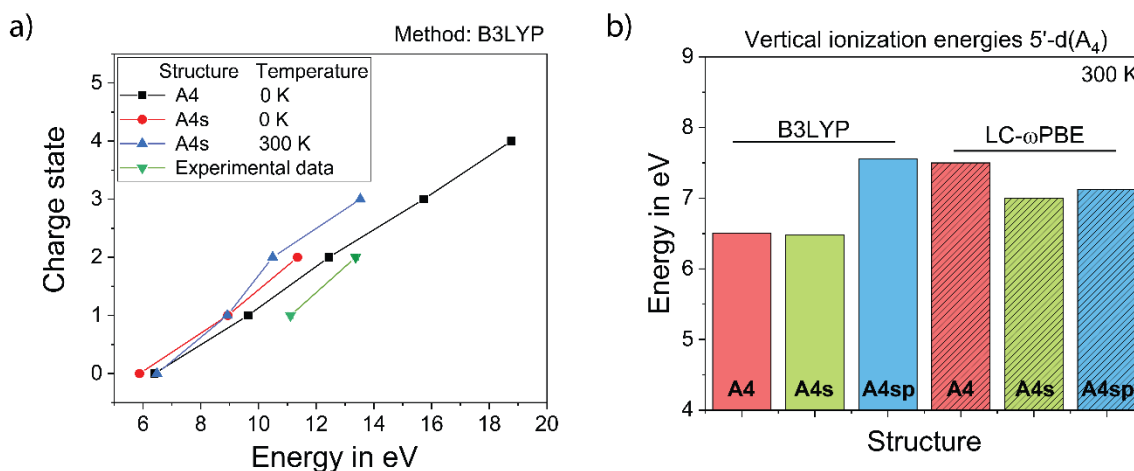 a)
Method: B3LYP
Structure Temperature
A4 0 K
A4s 0 K
A4s 300 K
Experimental data
Charge state
5
4
3
2
1
0
6 8 10 12 14 16 18 20
Energy in eV
b)
Vertical ionization energies 5'-d(A₄)
300 K
B3LYP
LC-ωPBE
Energy in eV
9
8
7
6
5
4
A4 A4s A4sp A4 A4s A4sp
Structure